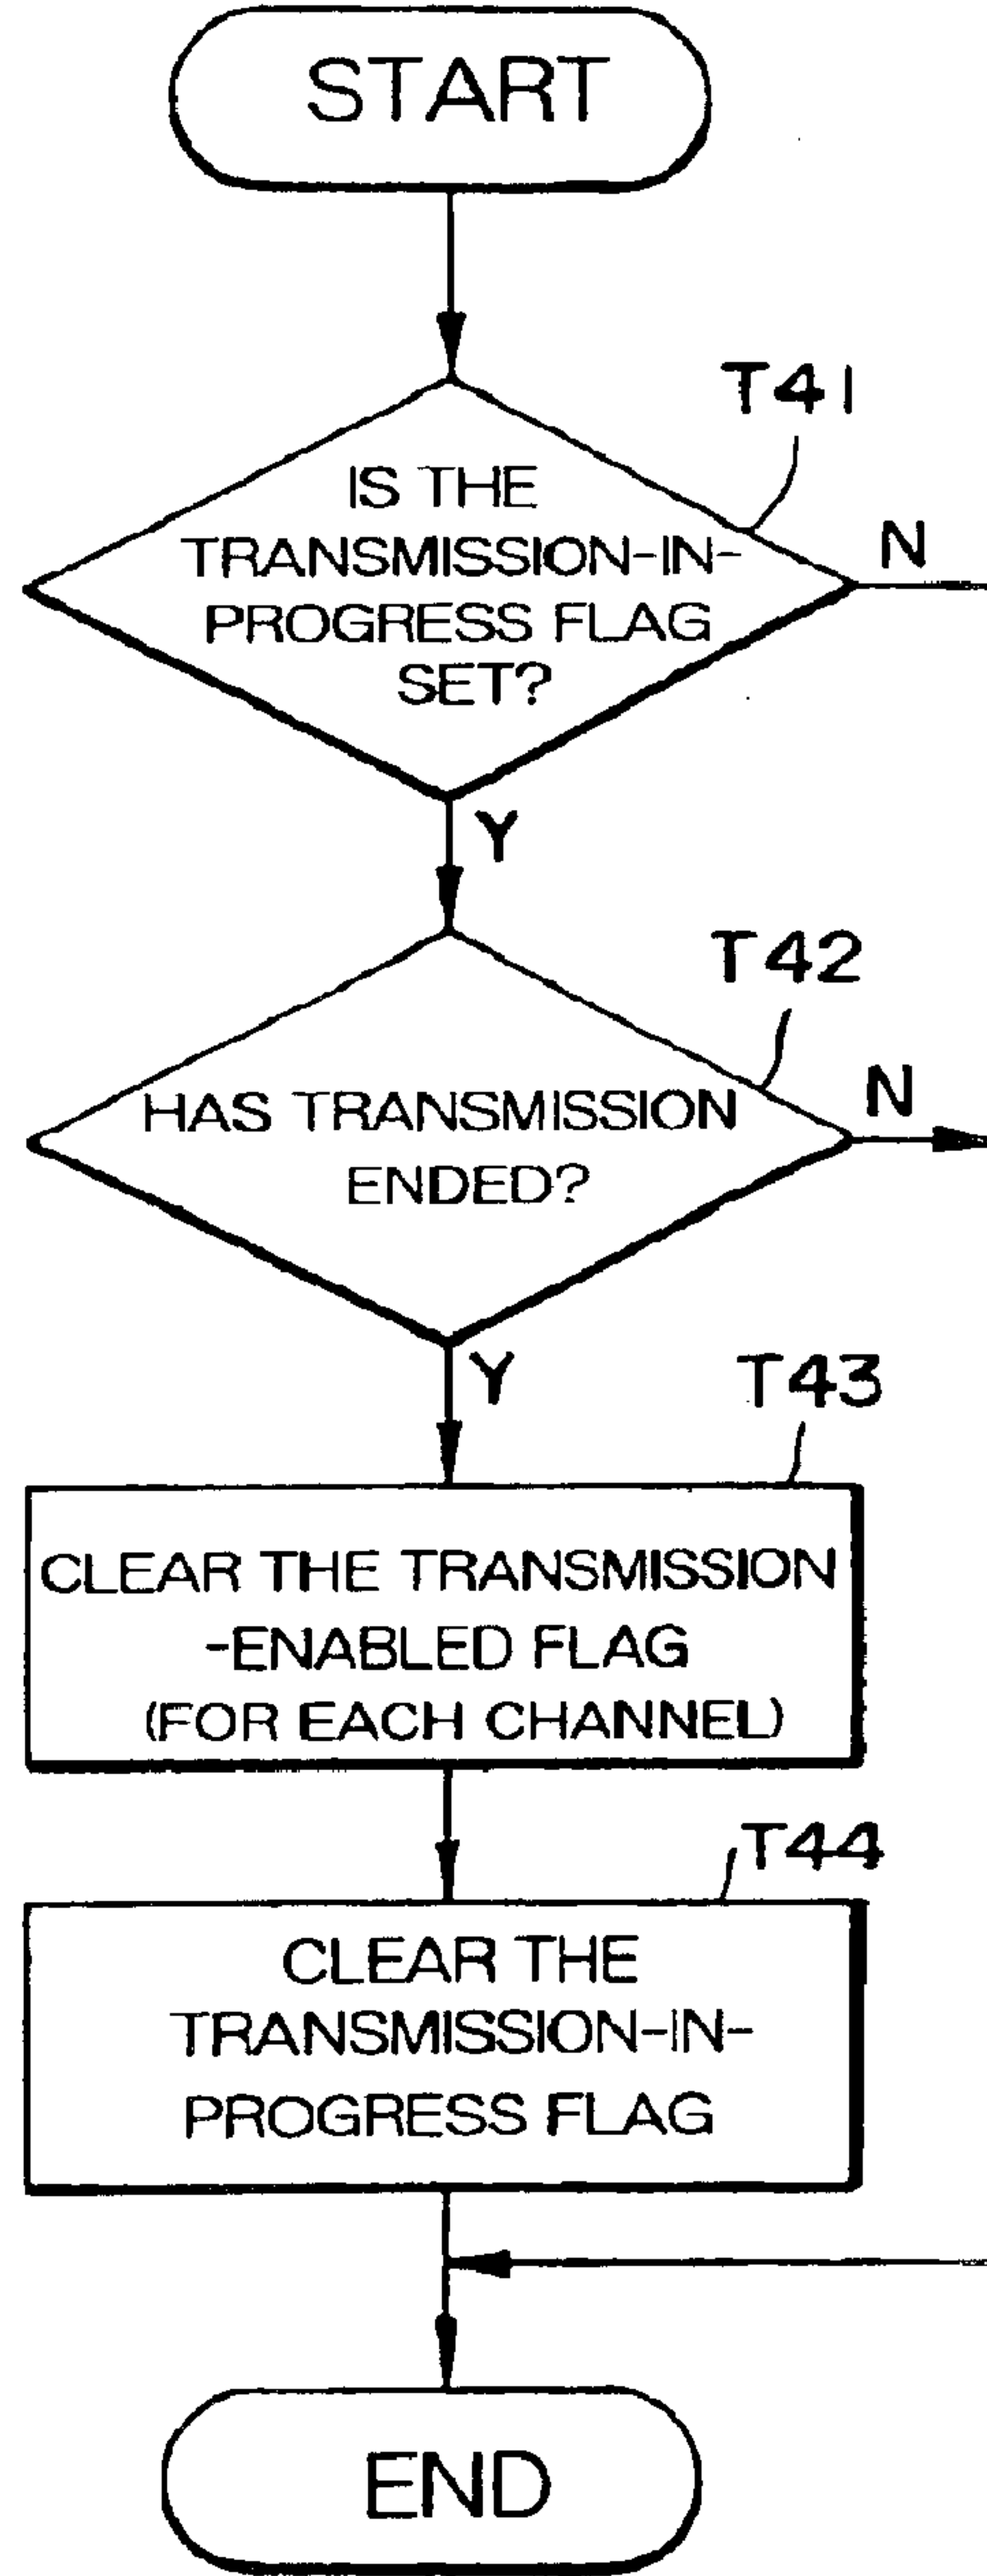 START
T41
IS THE
TRANSMISSION-IN-
PROGRESS FLAG
SET?
N
Y
T42
HAS TRANSMISSION
ENDED?
N
Y
T43
CLEAR THE TRANSMISSION
-ENABLED FLAG
(FOR EACH CHANNEL)
T44
CLEAR THE
TRANSMISSION-IN-
PROGRESS FLAG
END